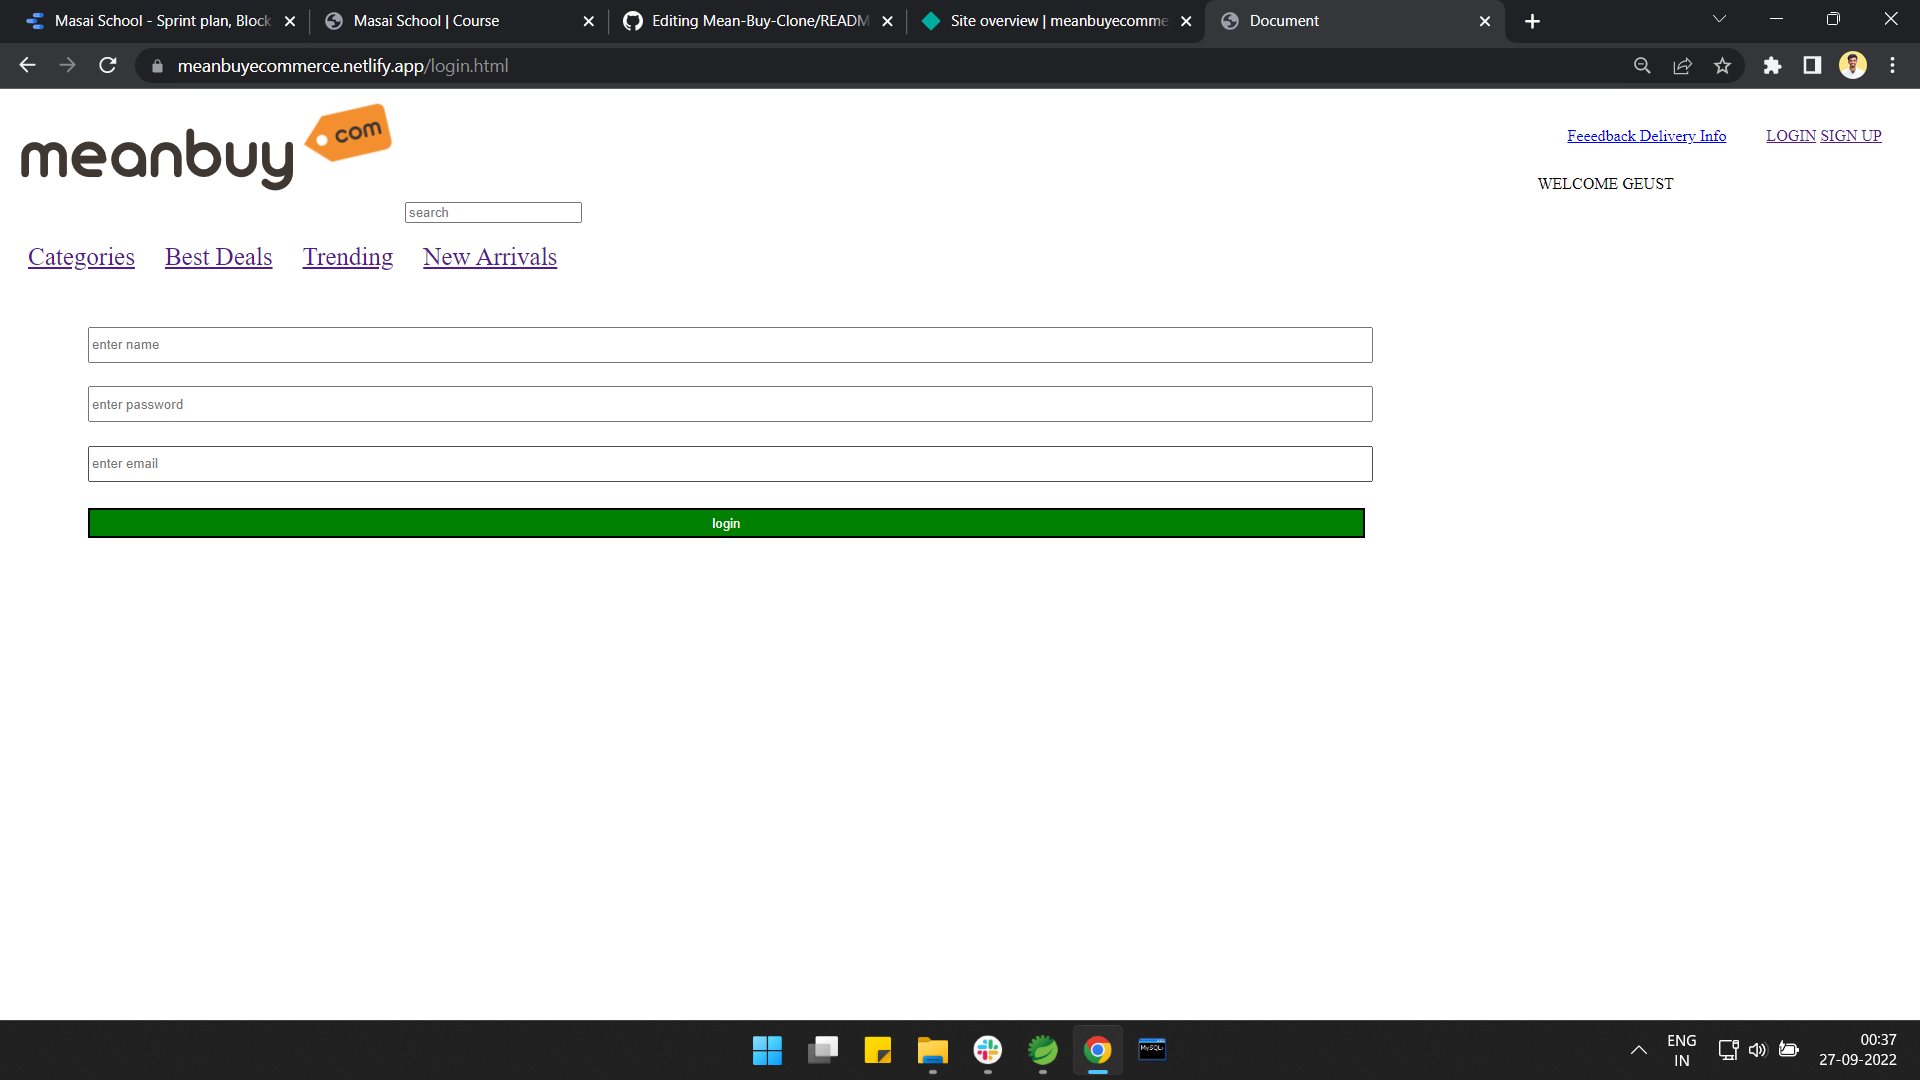 Masai School - Sprint plan, Block
Masai School | Course
Editing Mean-Buy-Clone/READM
Site overview | meanbuyecomme
Document
meanbuyecommerce.netlify.app/login.html
meanbuy com
Feeedback Delivery Info
LOGIN SIGN UP
WELCOME GEUST
search
Categories
Best Deals
Trending
New Arrivals
enter name
enter password
enter email
login
MySQL
ENG
IN
00:37
27-09-2022